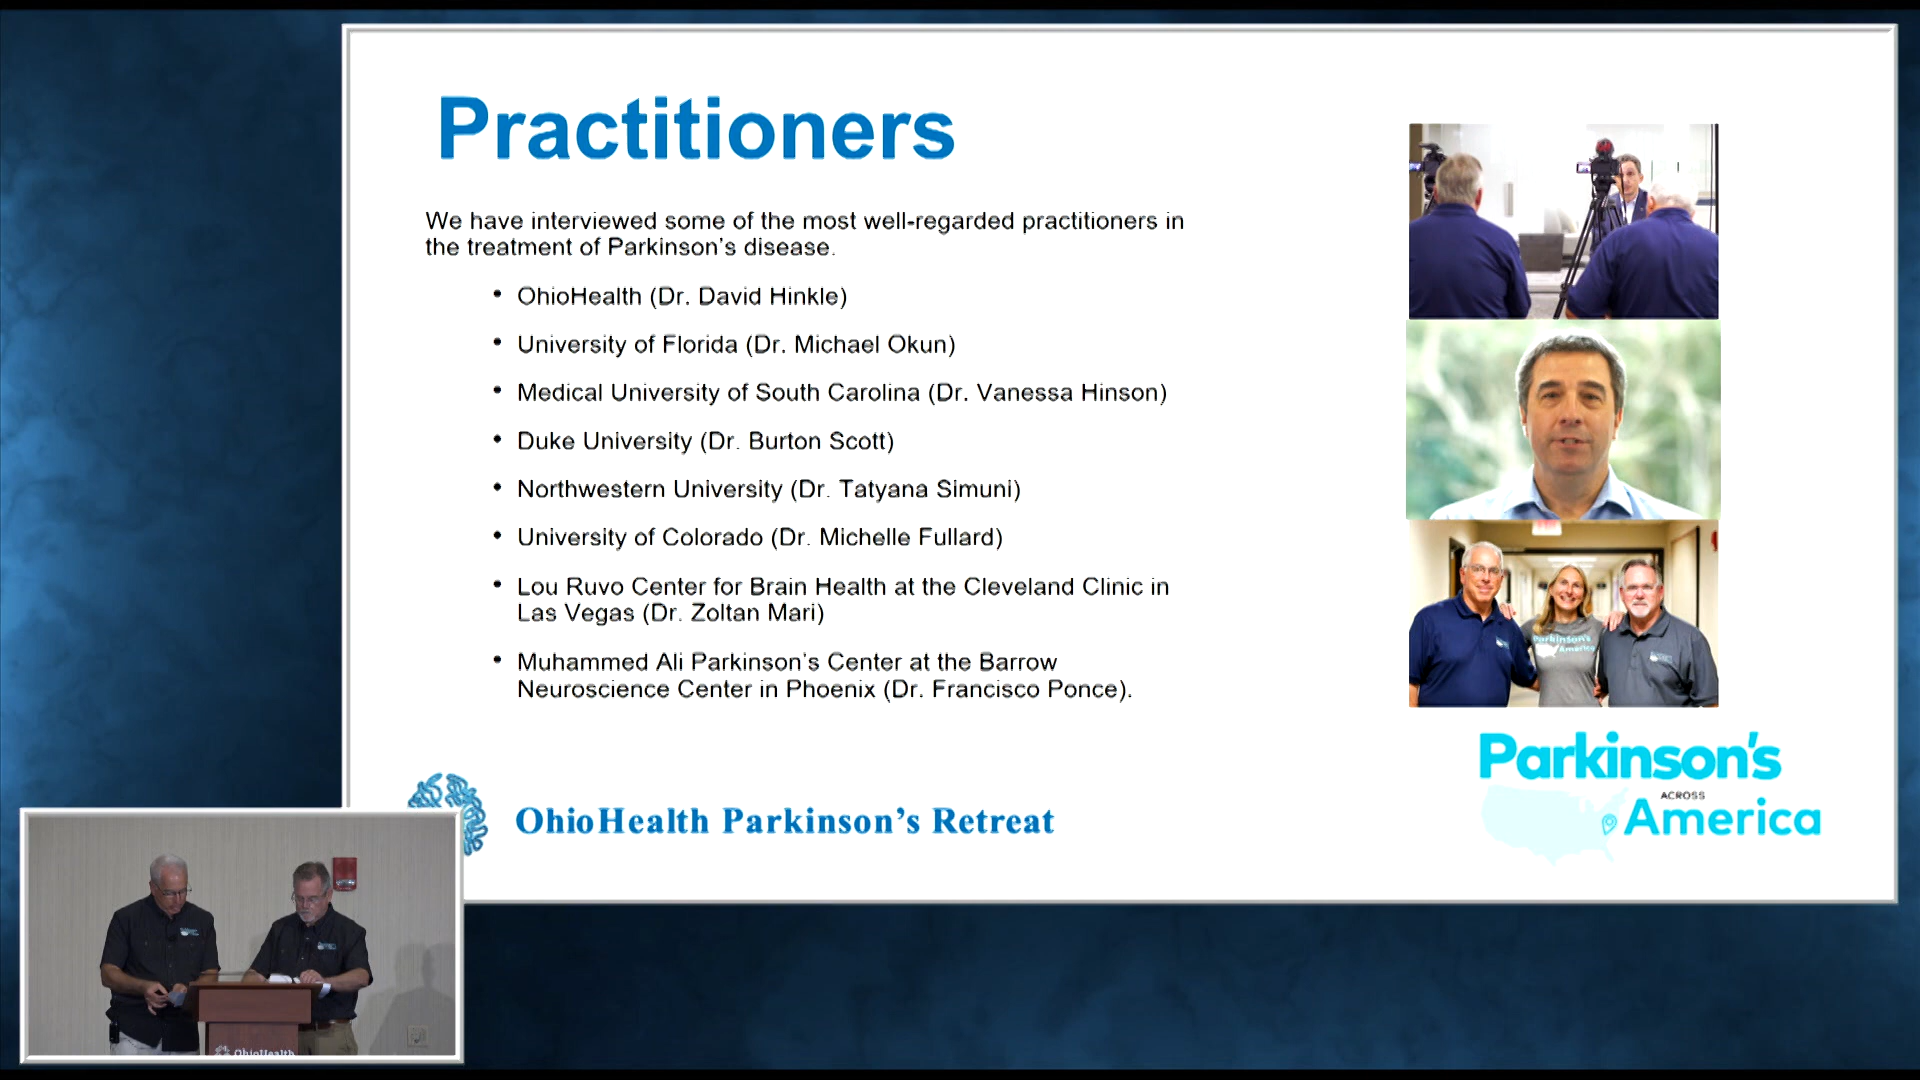 Practitioners
We have interviewed some of the most well-regarded practitioners in
the treatment of Parkinson's disease.
• OhioHealth (Dr. David Hinkle)
• University of Florida (Dr. Michael Okun)
• Medical University of South Carolina (Dr. Vanessa Hinson)
• Duke University (Dr. Burton Scott)
• Northwestern University (Dr. Tatyana Simuni)
• University of Colorado (Dr. Michelle Fullard)
• Lou Ruvo Center for Brain Health at the Cleveland Clinic in
Las Vegas (Dr. Zoltan Mari)
• Muhammed Ali Parkinson's Center at the Barrow
Neuroscience Center in Phoenix (Dr. Francisco Ponce).
Parkinson's
America
Parkinson's
ACROSS
America
OhioHealth Parkinson's Retreat
OhioHealth